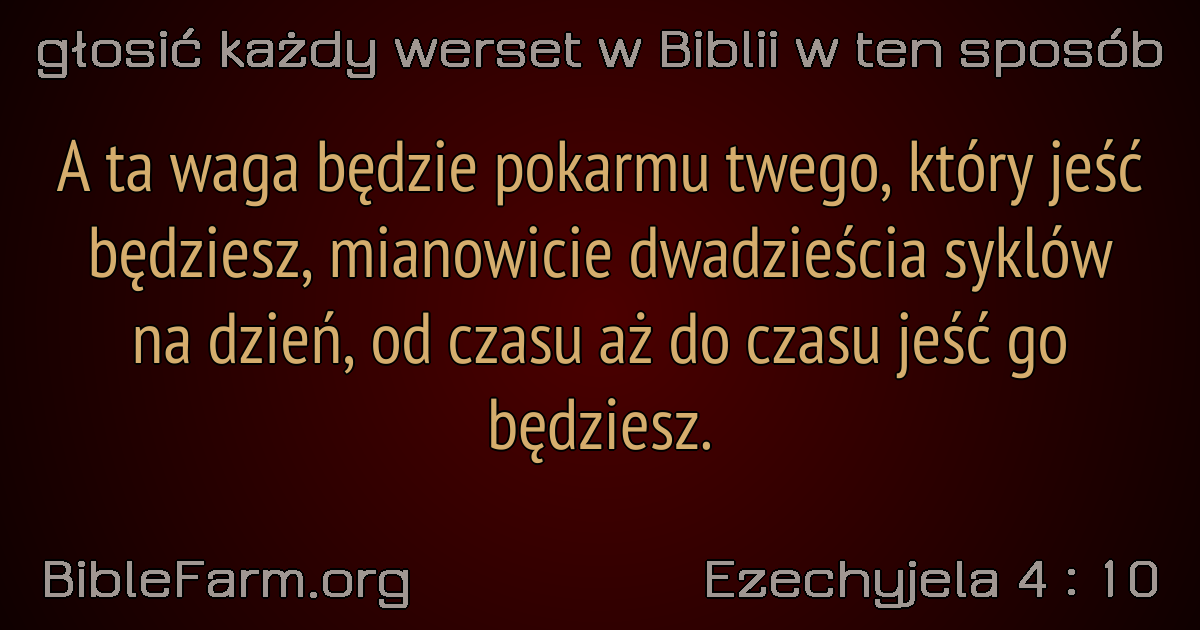 głosić każdy werset w Biblii w ten sposób
A ta waga będzie pokarmu twego, który jeść
będziesz, mianowicie dwadzieścia syklów
na dzień, od czasu aż do czasu jeść go
będziesz.
BibleFarm.org
Ezechyjela 4 : 10